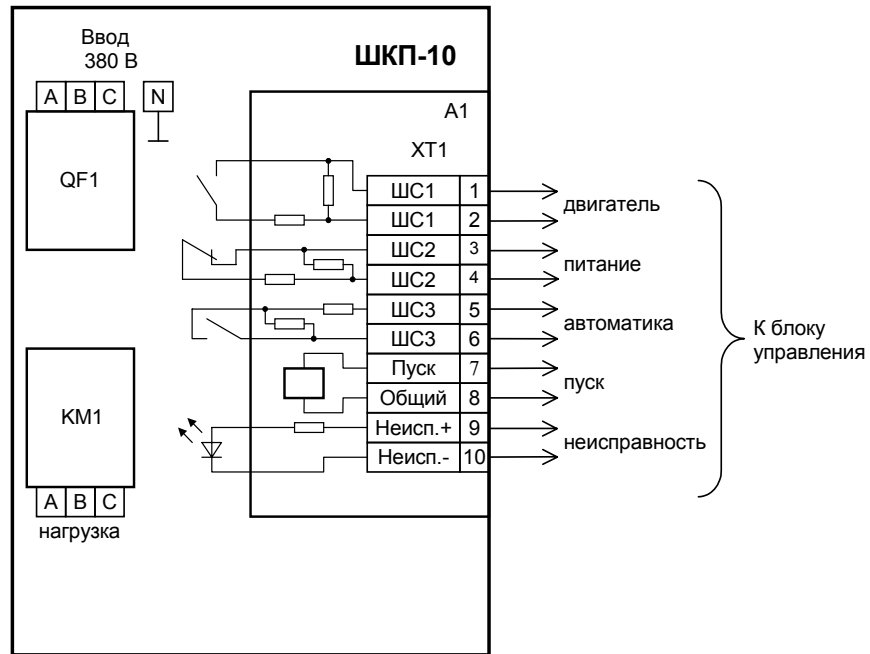 Ввод
380 В
ШКП-10
A B C N
A1
QF1
XT1
ШС1 1
двигатель
ШС1 2
ШС2 3
питание
ШС2 4
ШС3 5
автоматика
ШС3 6
К блоку
управления
Пуск 7
пуск
Общий 8
KM1
Неисп.+ 9
неисправность
Неисп.- 10
A B C
нагрузка